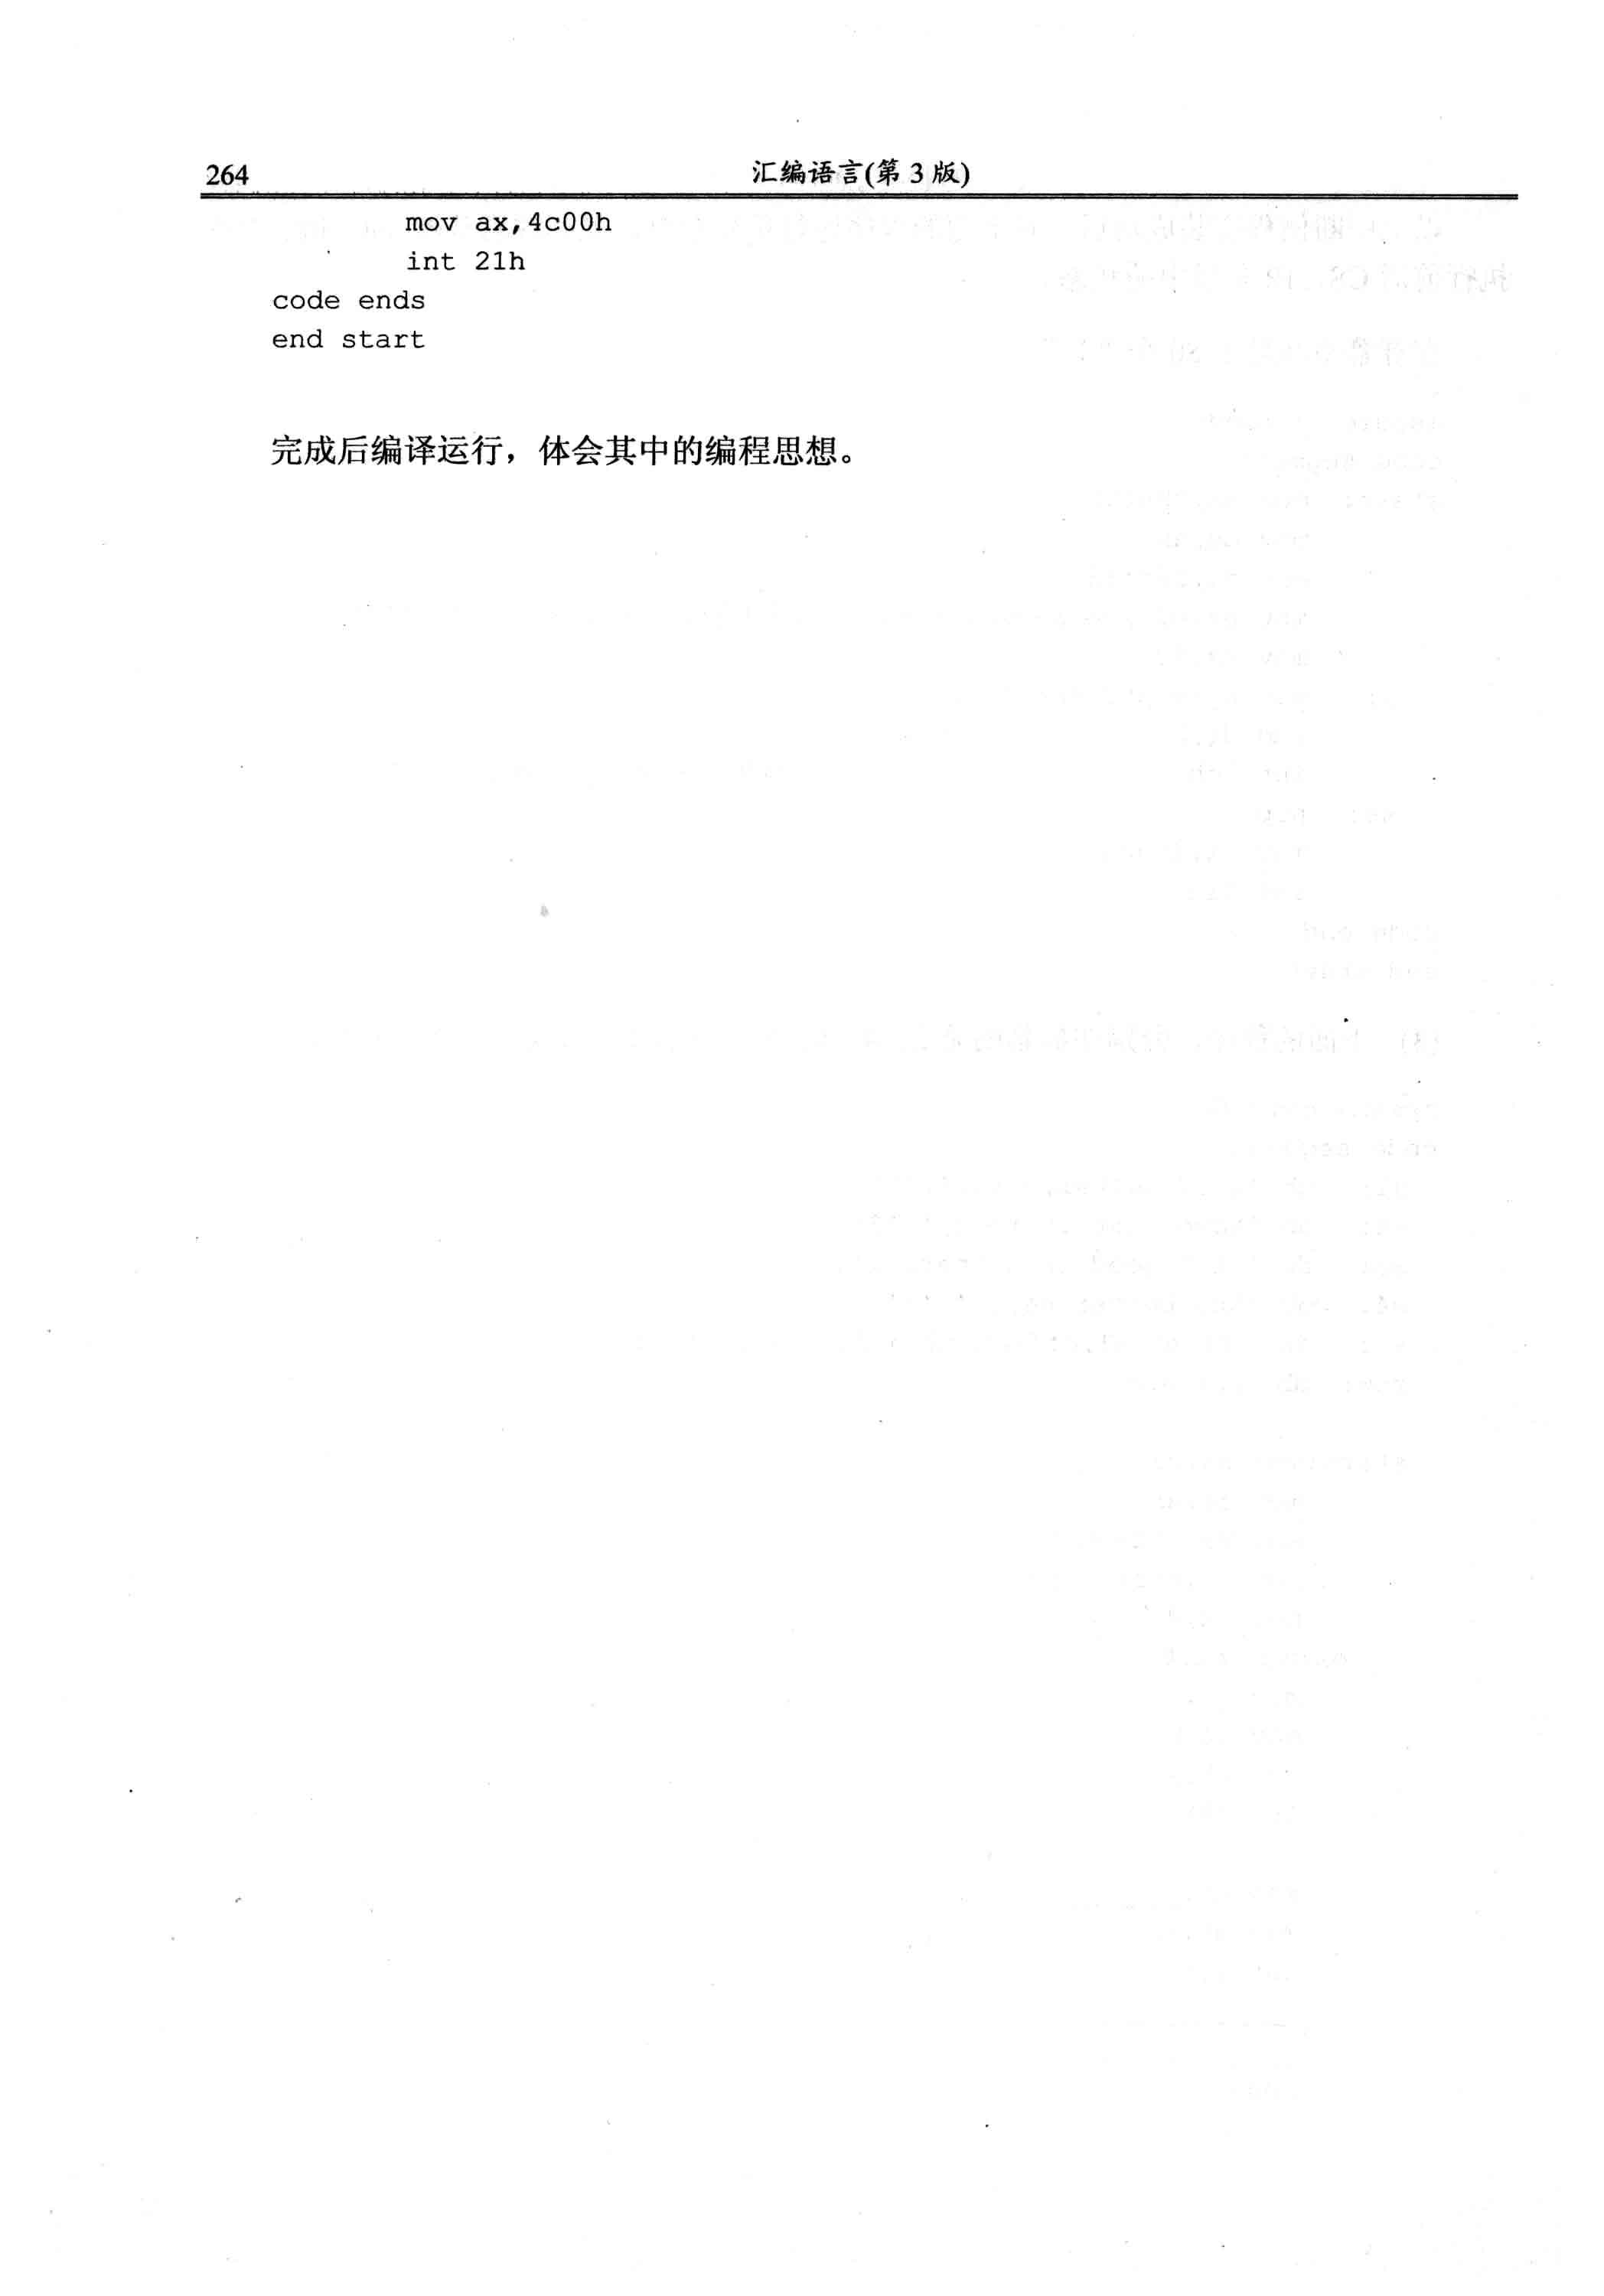 264 汇编语言(第 3 版)
mov ax,4c00h
int 21h
code ends
end start
完成后编译运行，体会其中的编程思想。